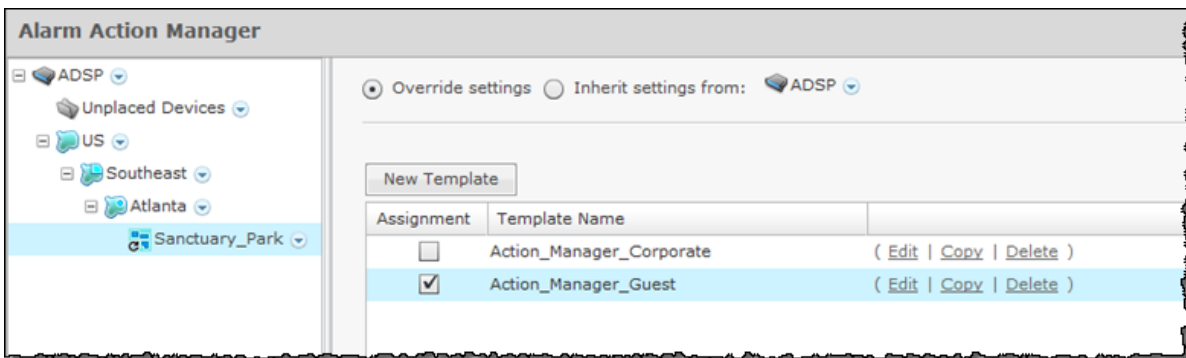 Alarm Action Manager
ADSP
Unplaced Devices
US
Southeast
Atlanta
Sanctuary_Park
Override settings Inherit settings from: ADSP
New Template
Assignment Template Name
Action_Manager_Corporate ( Edit | Copy | Delete )
Action_Manager_Guest ( Edit | Copy | Delete )